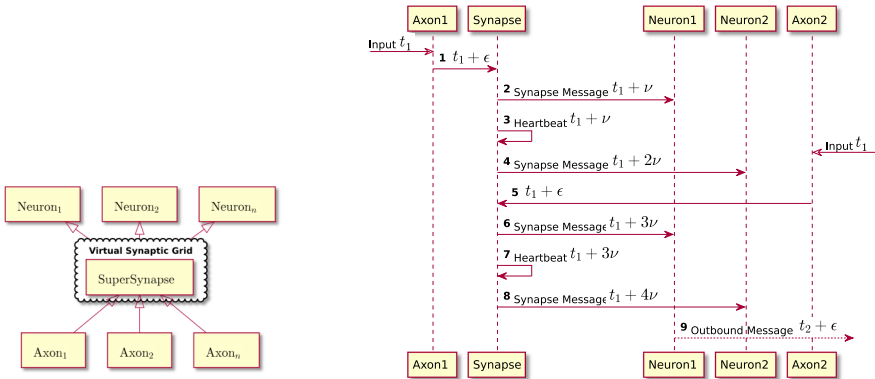 Neuron₁ Neuron₂ Neuronₙ
Virtual Synaptic Grid
SuperSynapse
Axon₁ Axon₂ Axonₙ
Axon1 Synapse Neuron1 Neuron2 Axon2
Input t₁
1 t₁ + ϵ
2 Synapse Message t₁ + ν
3 Heartbeat t₁ + ν
Input t₁
4 Synapse Message t₁ + 2ν
5 t₁ + ϵ
6 Synapse Message t₁ + 3ν
7 Heartbeat t₁ + 3ν
8 Synapse Message t₁ + 4ν
9 Outbound Message t₂ + ϵ
Axon1 Synapse Neuron1 Neuron2 Axon2